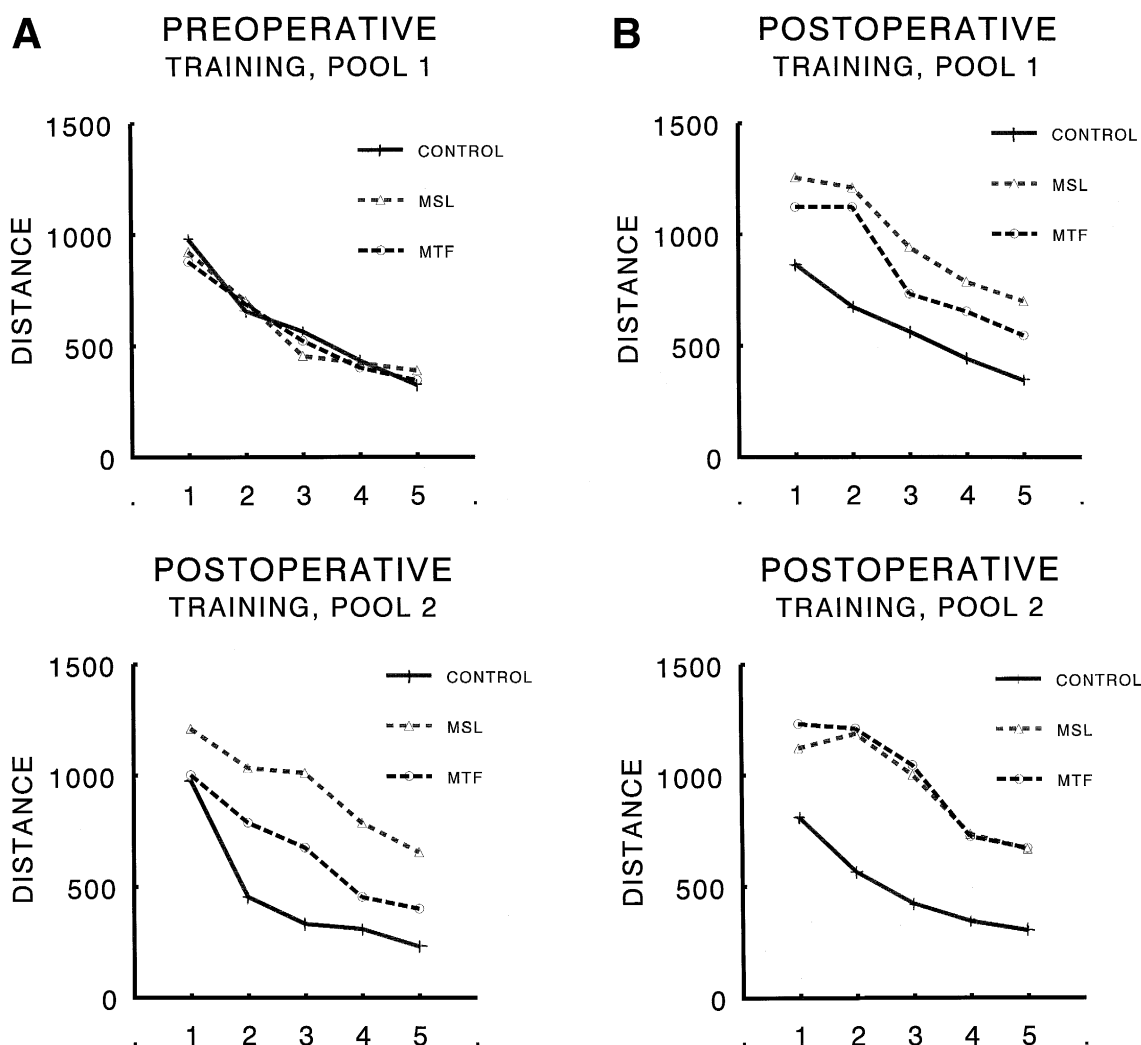 A
PREOPERATIVE
TRAINING, POOL 1
1500
1000
500
0
DISTANCE
CONTROL
MSL
MTF
. 1 2 3 4 5 .
B
POSTOPERATIVE
TRAINING, POOL 1
1500
1000
500
0
DISTANCE
CONTROL
MSL
MTF
. 1 2 3 4 5 .
POSTOPERATIVE
TRAINING, POOL 2
1500
1000
500
0
DISTANCE
CONTROL
MSL
MTF
. 1 2 3 4 5 .
POSTOPERATIVE
TRAINING, POOL 2
1500
1000
500
0
DISTANCE
CONTROL
MSL
MTF
. 1 2 3 4 5 .